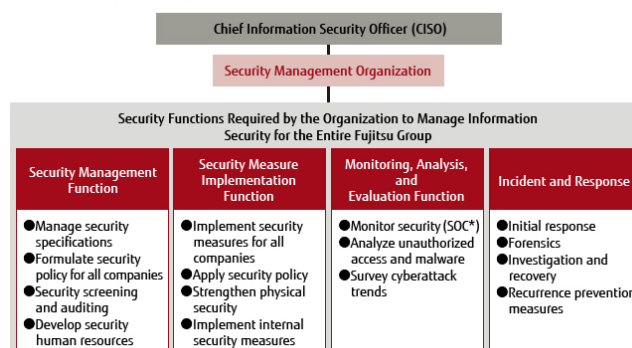 Chief Information Security Officer (CISO)
Security Management Organization
Security Functions Required by the Organization to Manage Information
Security for the Entire Fujitsu Group
Security Management
Function
●Manage security
specifications
●Formulate security
policy for all companies
●Security screening
and auditing
●Develop security
human resources
Security Measure
Implementation
Function
●Implement security
measures for all
companies
●Apply security policy
●Strengthen physical
security
●Implement internal
security measures
Monitoring, Analysis,
and
Evaluation Function
●Monitor security (SOC*)
●Analyze unauthorized
access and malware
●Survey cyberattack
trends
Incident and Response
●Initial response
●Forensics
●Investigation and
recovery
●Recurrence prevention
measures